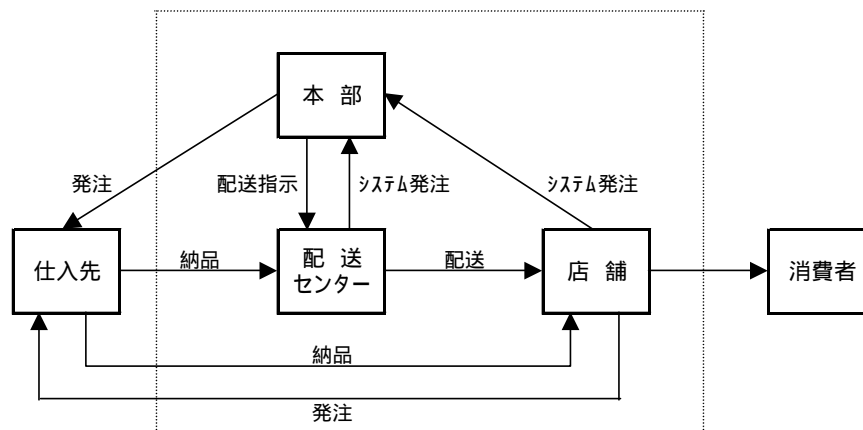 本 部
発注
配送指示
ｼｽﾃﾑ発注
ｼｽﾃﾑ発注
仕入先
納品
配 送
センター
配送
店 舗
消費者
納品
発注